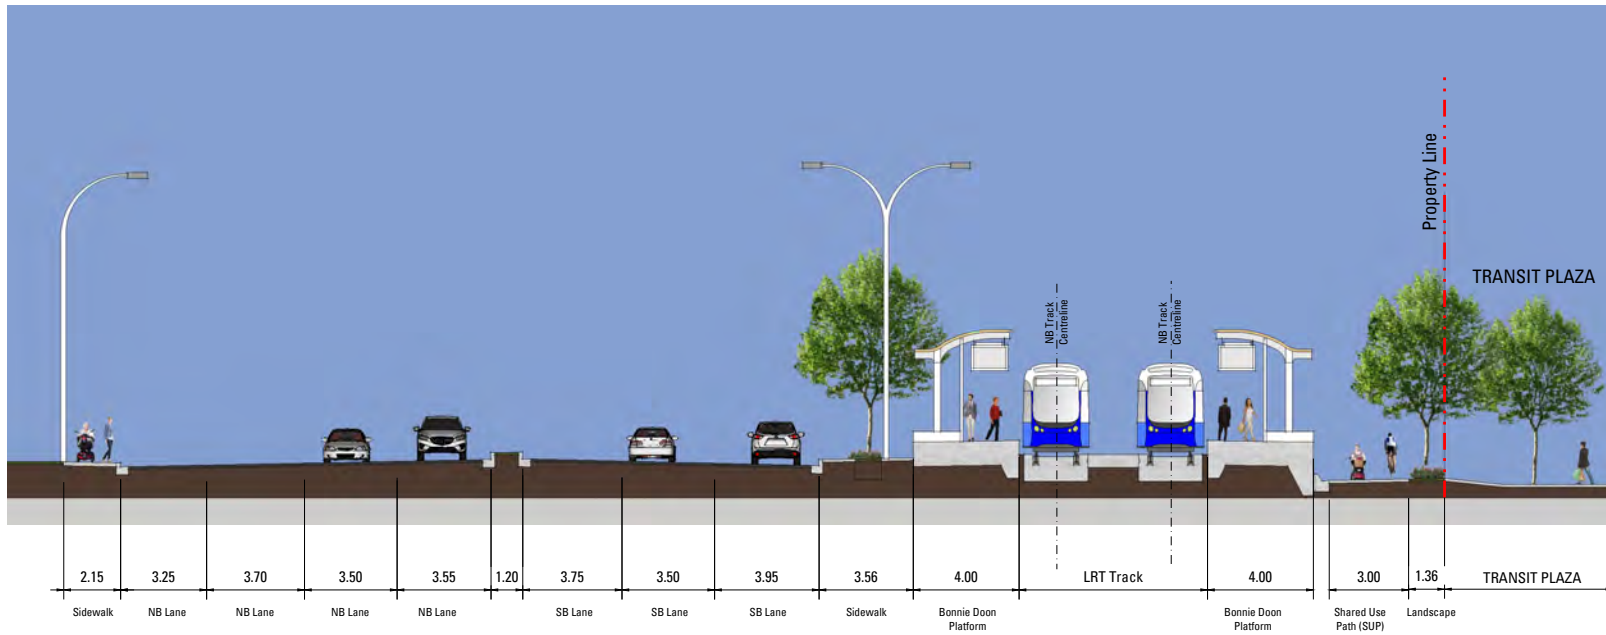 Property Line
TRANSIT PLAZA
NB Track
Centreline
NB Track
Centreline
2.15
3.25
3.70
3.50
3.55
1.20
3.75
3.50
3.95
3.56
4.00
LRT Track
4.00
3.00
1.36
TRANSIT PLAZA
Sidewalk
NB Lane
NB Lane
NB Lane
NB Lane
SB Lane
SB Lane
SB Lane
Sidewalk
Bonnie Doon
Platform
Bonnie Doon
Platform
Shared Use
Path (SUP)
Landscape